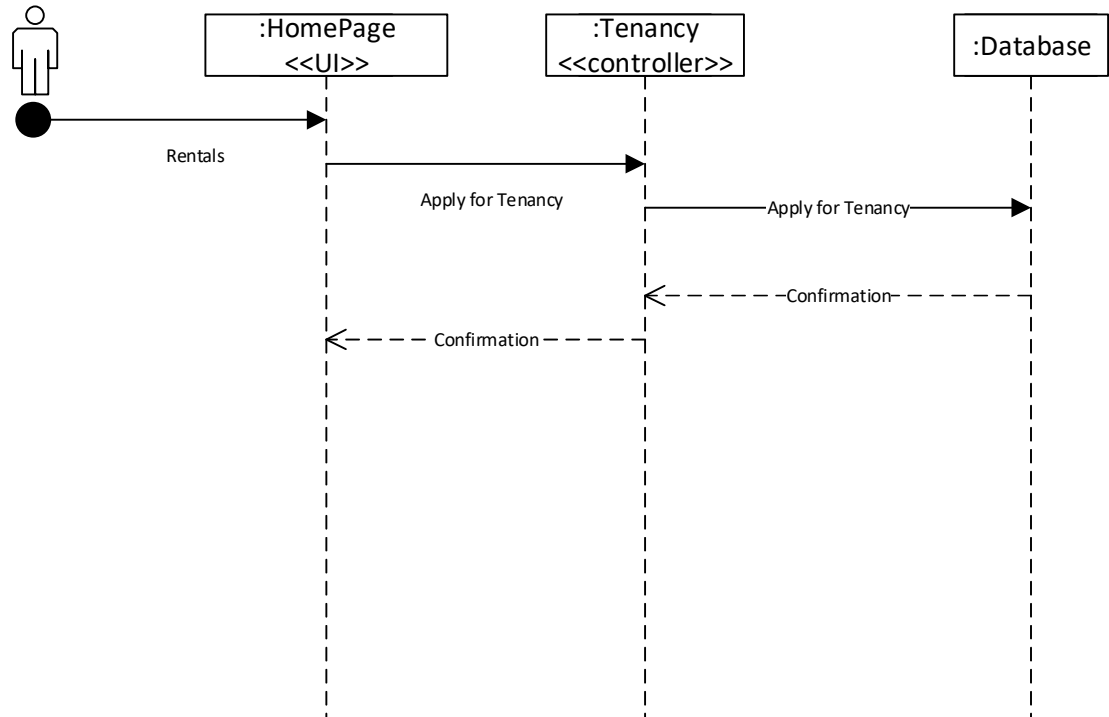 :HomePage
<<UI>>
:Tenancy
<<controller>>
:Database
Rentals
Apply for Tenancy
Apply for Tenancy
Confirmation
Confirmation